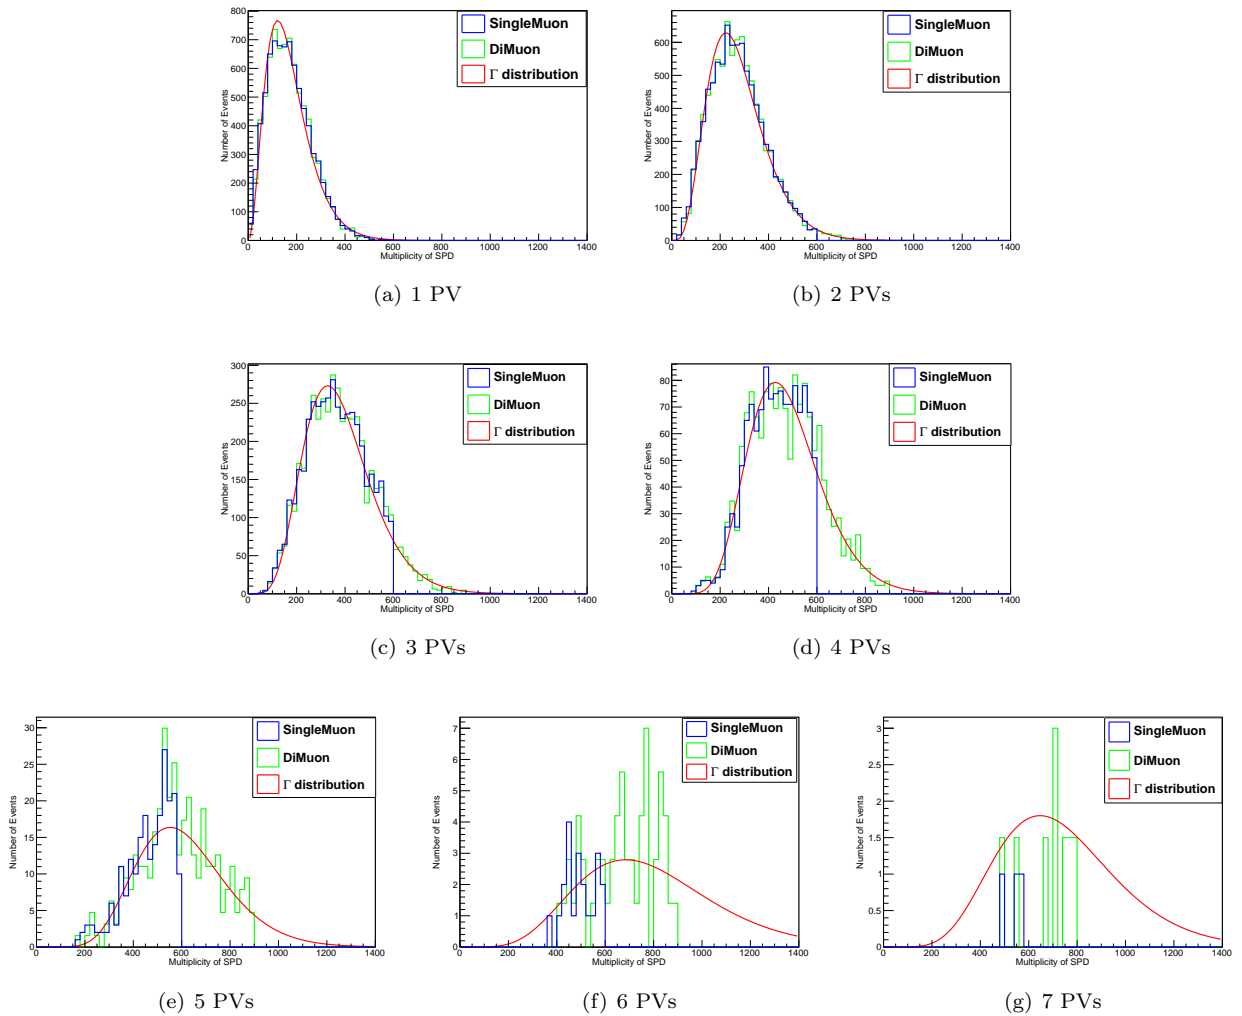 Number of Events
800
700
600
500
400
300
200
100
0
0 200 400 600 800 1000 1200 1400
Multiplicity of SPD
SingleMuon
DiMuon
Γ distribution
(a) 1 PV
Number of Events
600
500
400
300
200
100
0
0 200 400 600 800 1000 1200 1400
Multiplicity of SPD
SingleMuon
DiMuon
Γ distribution
(b) 2 PVs
Number of Events
300
250
200
150
100
50
0
0 200 400 600 800 1000 1200 1400
Multiplicity of SPD
SingleMuon
DiMuon
Γ distribution
(c) 3 PVs
Number of Events
80
70
60
50
40
30
20
10
0
0 200 400 600 800 1000 1200 1400
Multiplicity of SPD
SingleMuon
DiMuon
Γ distribution
(d) 4 PVs
Number of Events
30
25
20
15
10
5
0
0 200 400 600 800 1000 1200 1400
Multiplicity of SPD
SingleMuon
DiMuon
Γ distribution
(e) 5 PVs
Number of Events
7
6
5
4
3
2
1
0
0 200 400 600 800 1000 1200 1400
Multiplicity of SPD
SingleMuon
DiMuon
Γ distribution
(f) 6 PVs
Number of Events
3
2.5
2
1.5
1
0.5
0
0 200 400 600 800 1000 1200 1400
Multiplicity of SPD
SingleMuon
DiMuon
Γ distribution
(g) 7 PVs